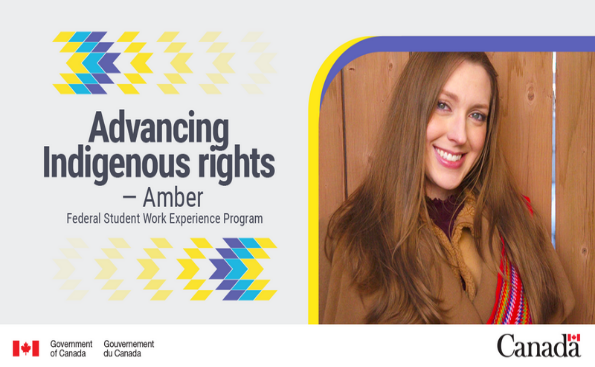 Advancing
Indigenous rights
— Amber
Federal Student Work Experience Program
Government
of Canada
Gouvernement
du Canada
Canada